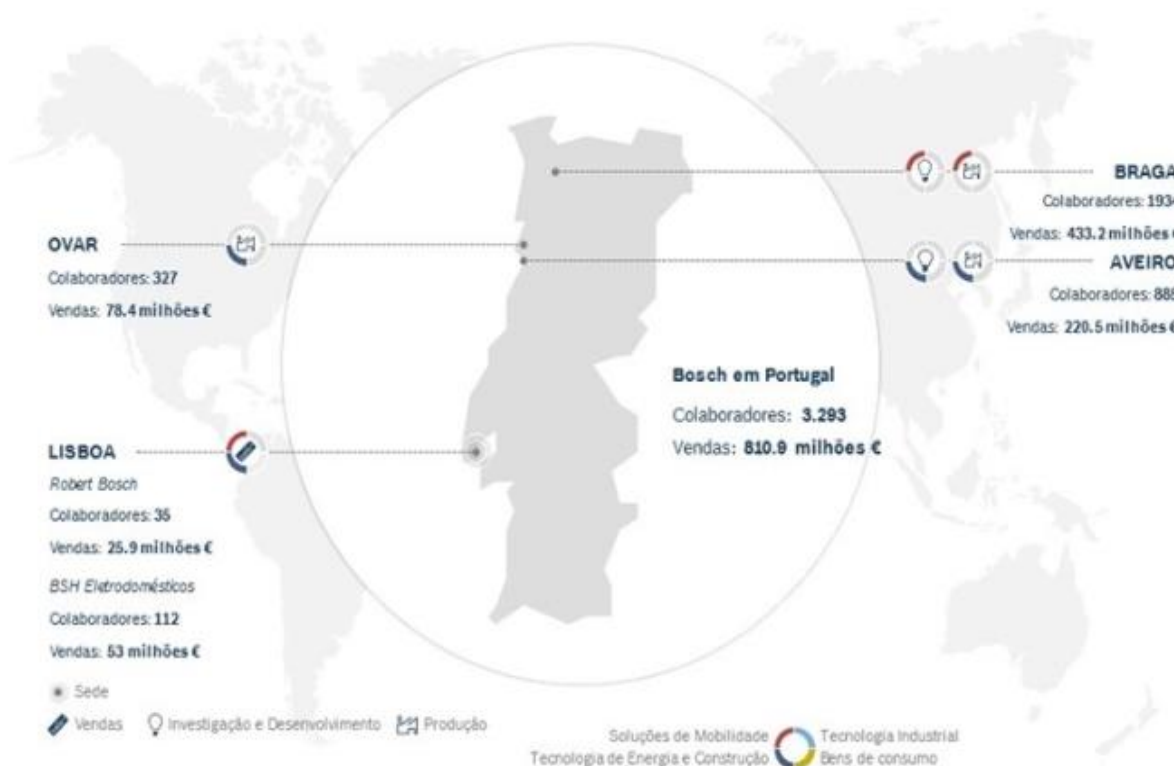 BRAGA
Colaboradores: 1934
Vendas: 433.2 milhões €
OVAR
Colaboradores: 327
Vendas: 78.4 milhões €
AVEIRO
Colaboradores: 885
Vendas: 220.5 milhões €
Bosch em Portugal
Colaboradores: 3.293
Vendas: 810.9 milhões €
LISBOA
Robert Bosch
Colaboradores: 35
Vendas: 25.9 milhões €
BSH Eletrodomésticos
Colaboradores: 112
Vendas: 53 milhões €
Sede
Vendas Investigação e Desenvolvimento Produção
Soluções de Mobilidade Tecnologia Industrial
Tecnologia de Energia e Construção Bens de consumo